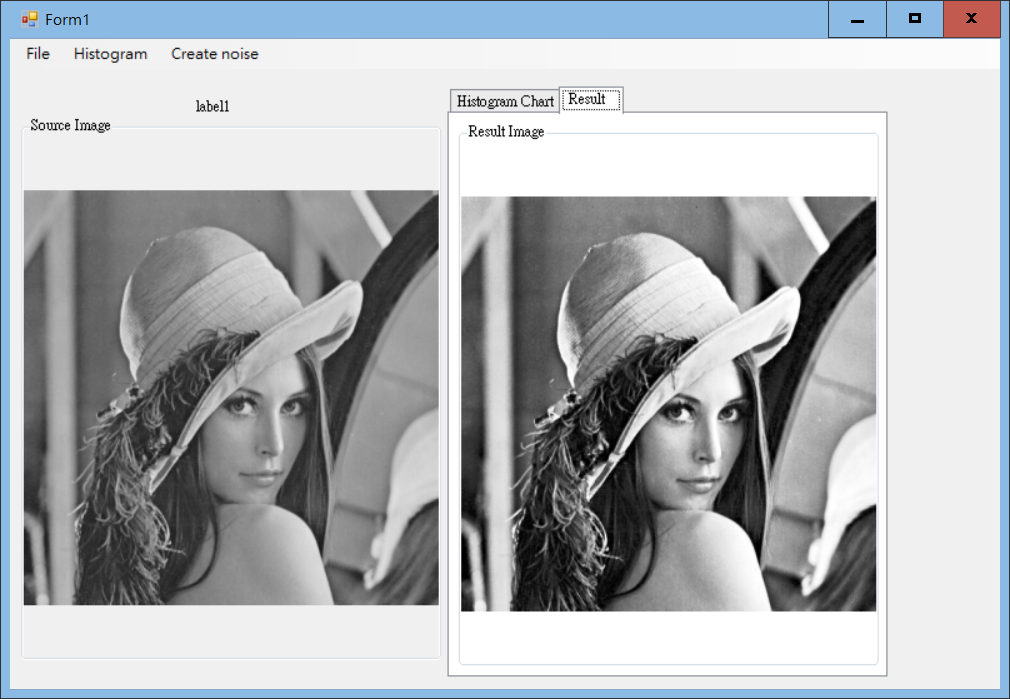 Form1
File Histogram Create noise
label1
Source Image
Histogram Chart
Result
Result Image